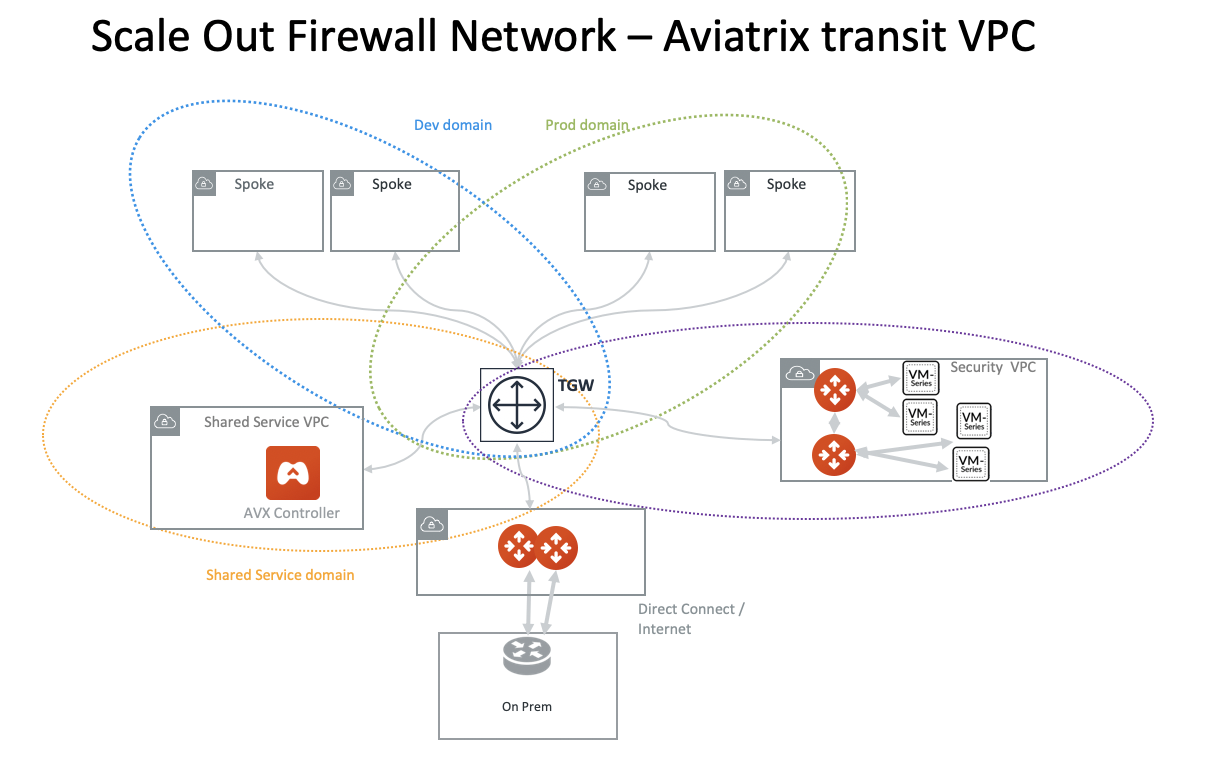 Scale Out Firewall Network – Aviatrix transit VPC
Dev domain
Prod domain
Spoke
Spoke
Spoke
Spoke
TGW
Security VPC
VM-
Series
VM-
Series
VM-
Series
VM-
Series
Shared Service VPC
AVX Controller
Shared Service domain
Direct Connect /
Internet
On Prem